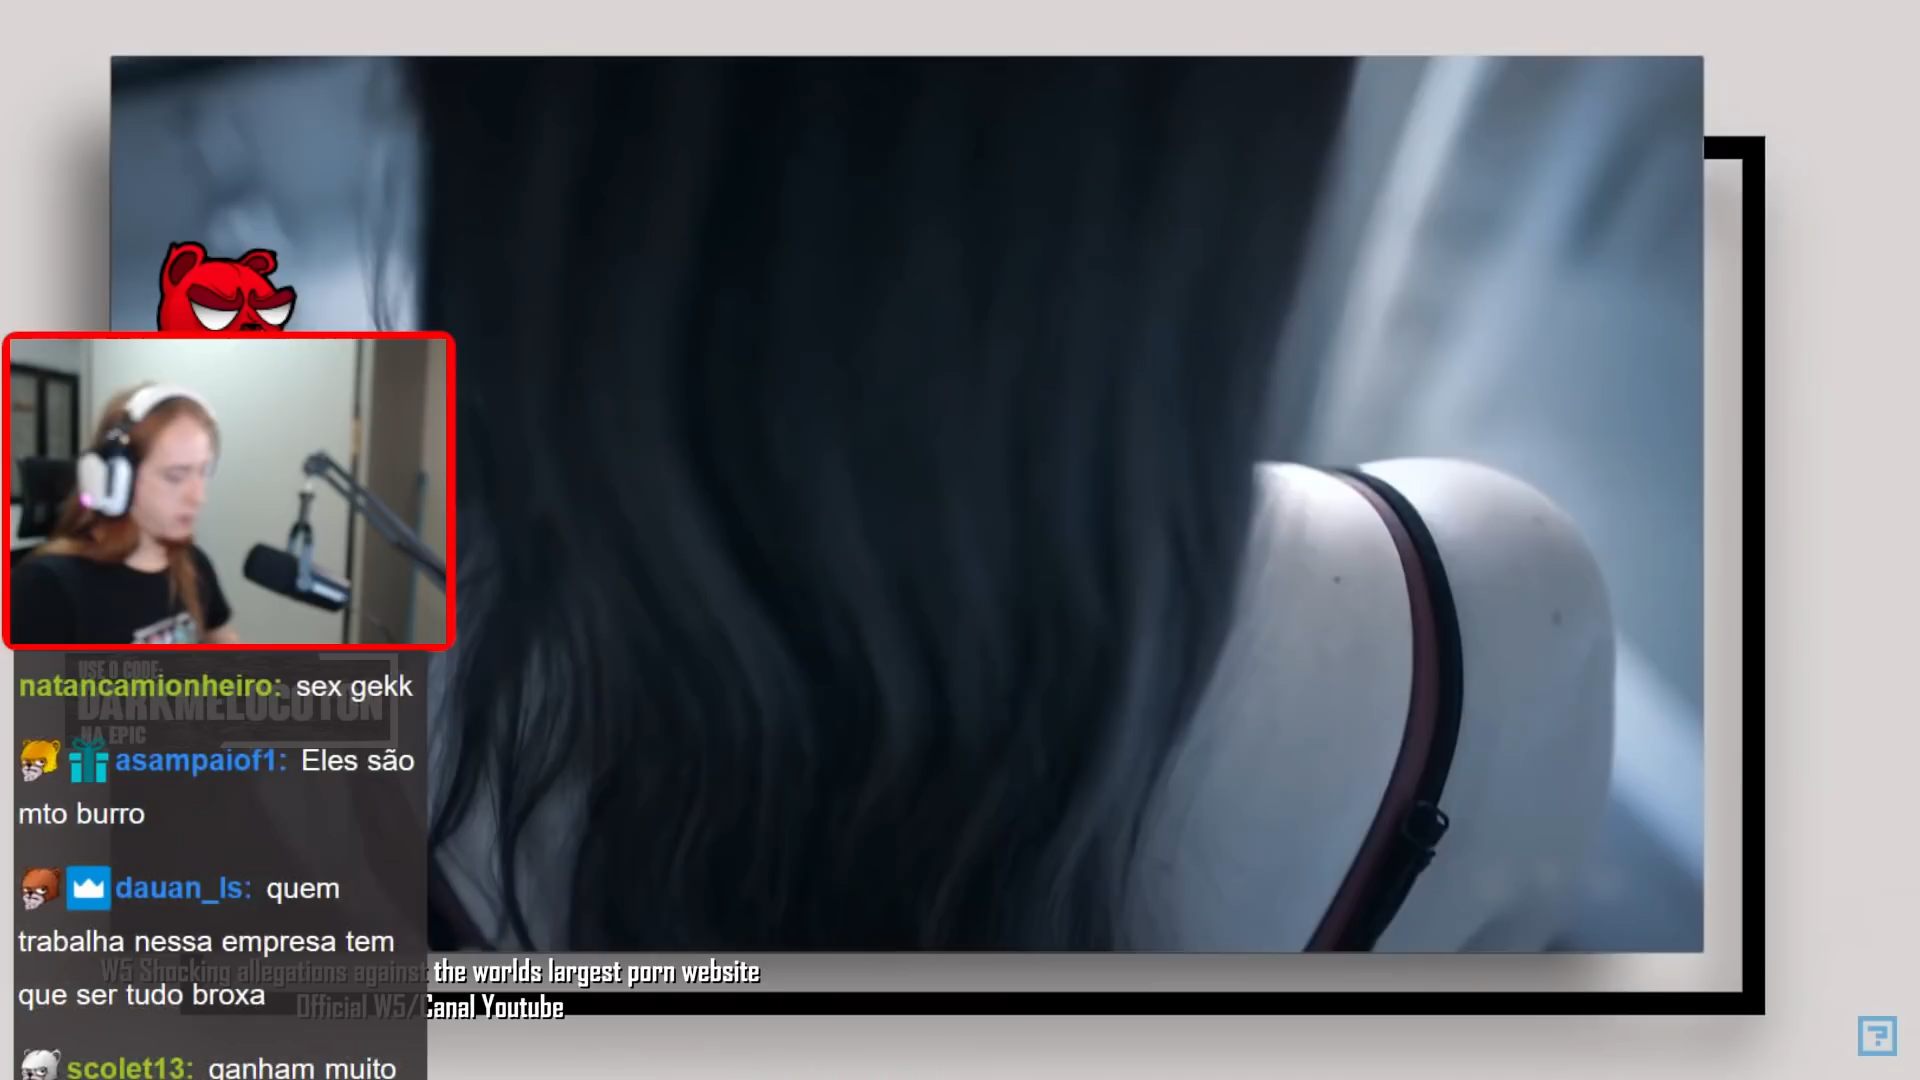 USE O CODE:
DARKMELOCOTON
NA EPIC
natancamionheiro: sex gekk
asampaiof1: Eles são
mto burro
dauan_ls: quem
trabalha nessa empresa tem
que ser tudo broxa
scolet13: ganham muito
W5 Shocking allegations against the worlds largest porn website
Official W5/Canal Youtube
?